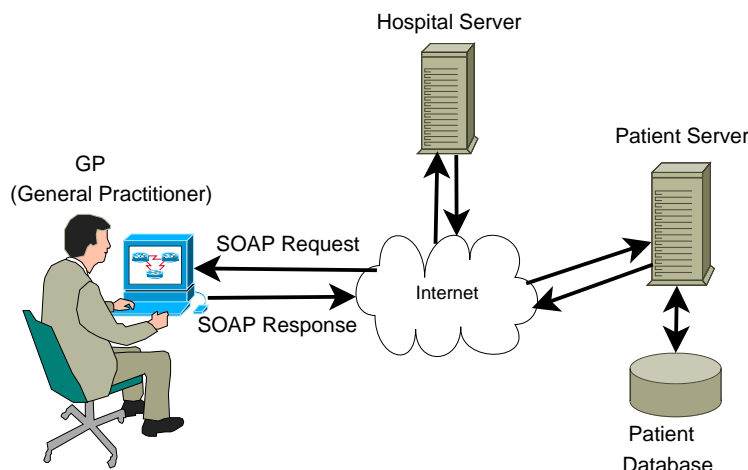 Hospital Server
Patient Server
GP
(General Practitioner)
SOAP Request
Internet
SOAP Response
Patient
Database